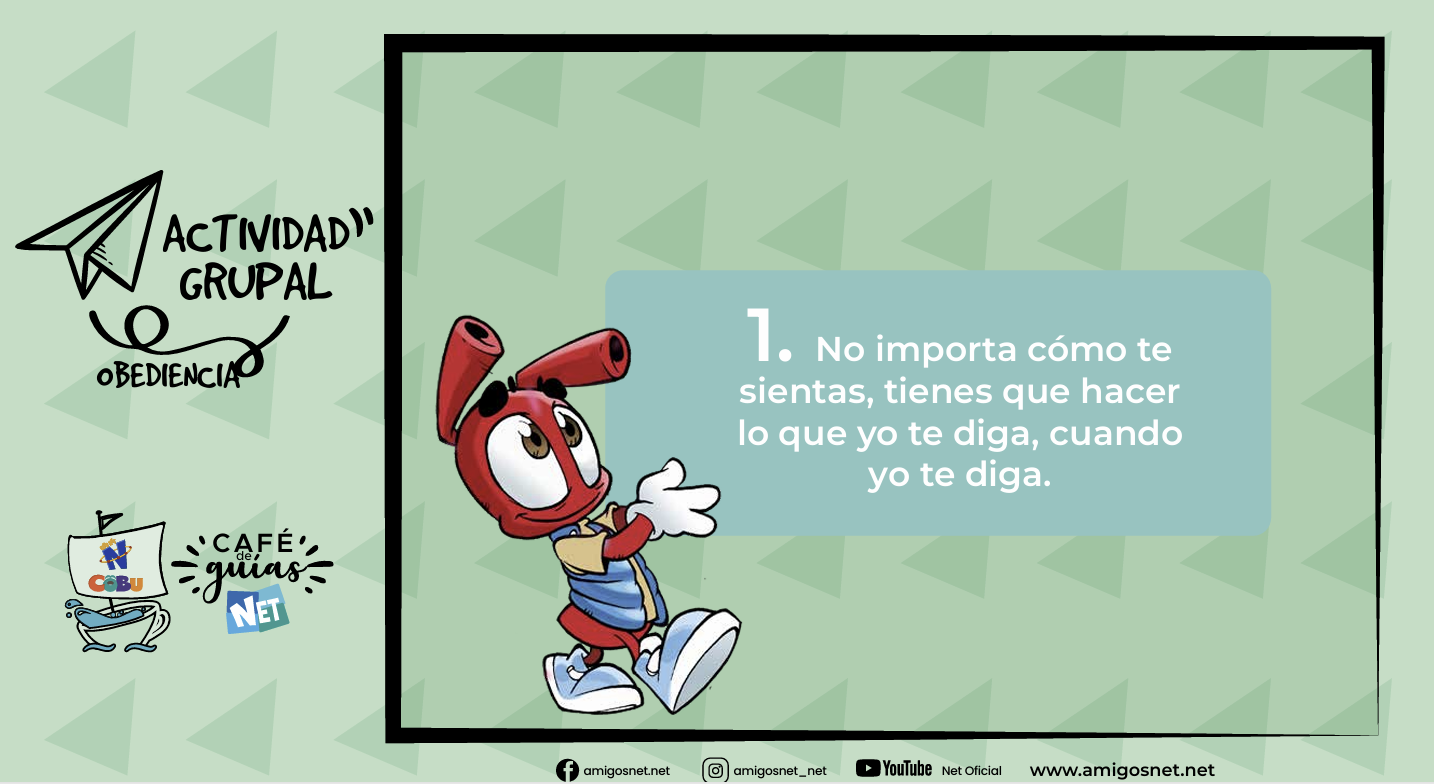 ACTIVIDAD
GRUPAL
OBEDIENCIA
1. No importa cómo te
sientas, tienes que hacer
lo que yo te diga, cuando
yo te diga.
N
COBU
CAFÉ
de
guías
NET
amigosnet.net
amigosnet_net
YouTube Net Oficial
www.amigosnet.net